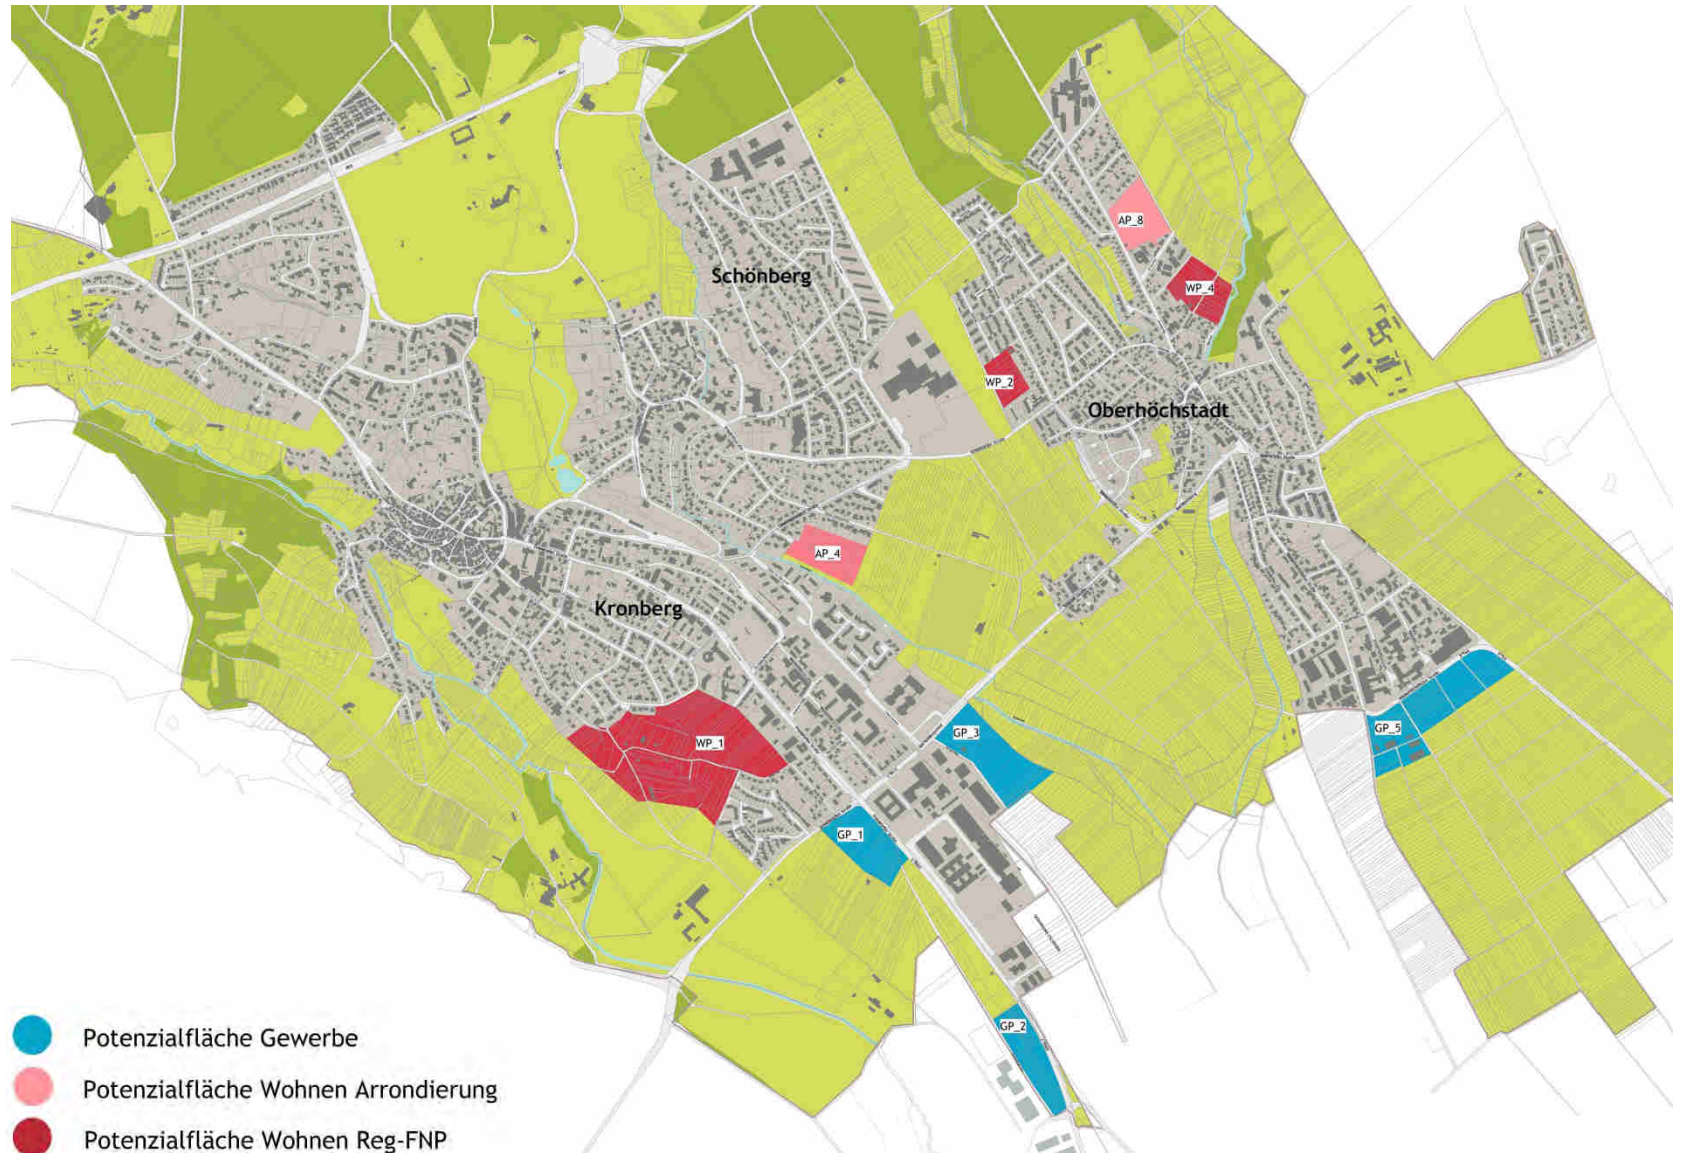 AP_8
Schönberg
WP_4
WP_2
Oberhöchstadt
AP_4
Kronberg
GP_5
GP_3
WP_1
GP_1
GP_2
Potenzialfläche Gewerbe
Potenzialfläche Wohnen Arrondierung
Potenzialfläche Wohnen Reg-FNP